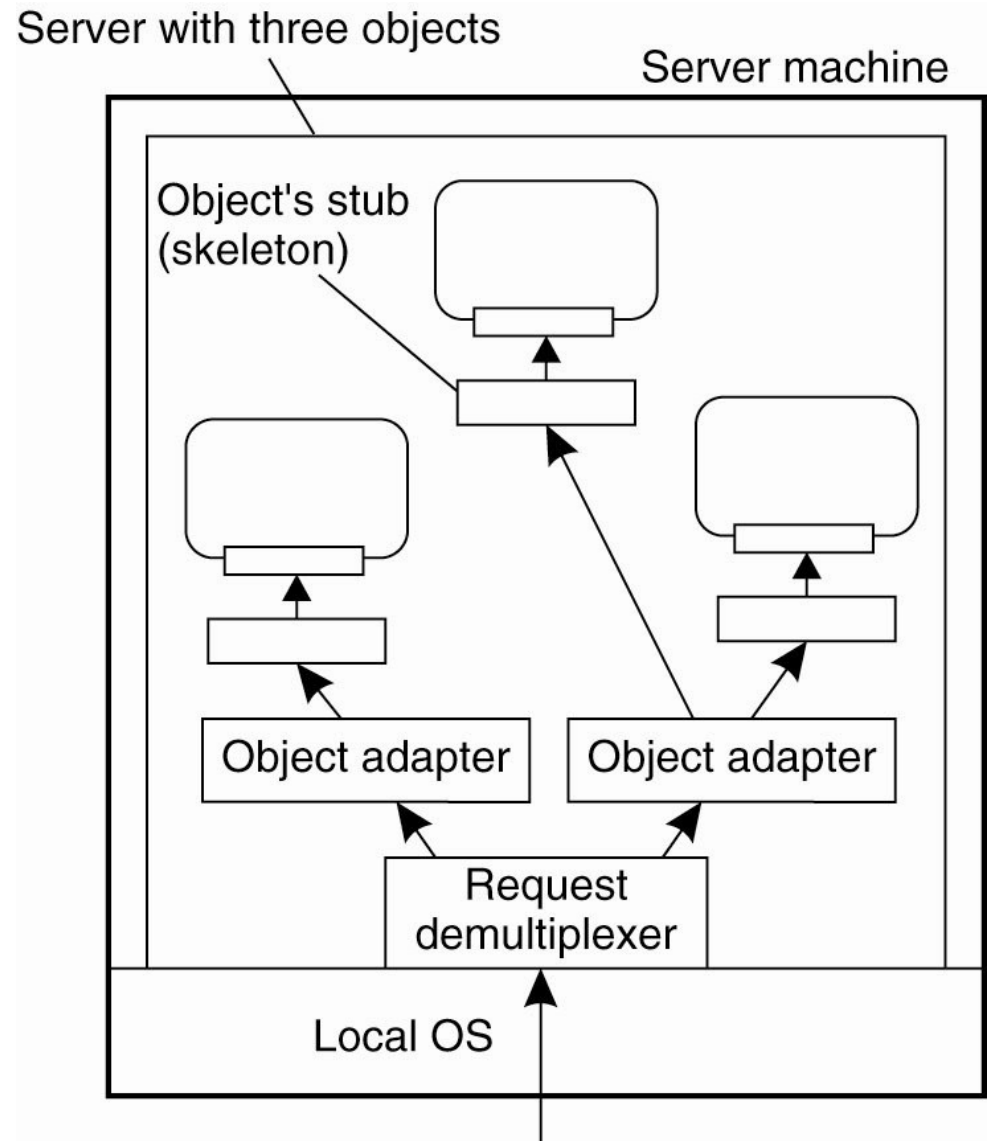 Server with three objects
Server machine
Object's stub
(skeleton)
Object adapter
Object adapter
Request
demultiplexer
Local OS